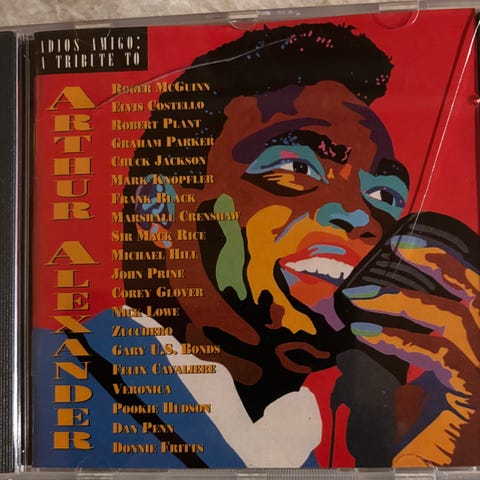 ADIOS AMIGO:
A TRIBUTE TO
ARTHUR ALEXANDER
ROGER MCGUINN
ELVIS COSTELLO
ROBERT PLANT
GRAHAM PARKER
CHUCK JACKSON
MARK KNOPFLER
FRANK BLACK
MARSHALL CRENSHAW
SIR MACK RICE
MICHAEL HILL
JOHN PRINE
COREY GLOVER
NICK LOWE
ZUCCHERO
GARY U.S. BONDS
FELIX CAVALIERE
VERONICA
POOKIE HUDSON
DAN PENN
DONNIE FRITTS